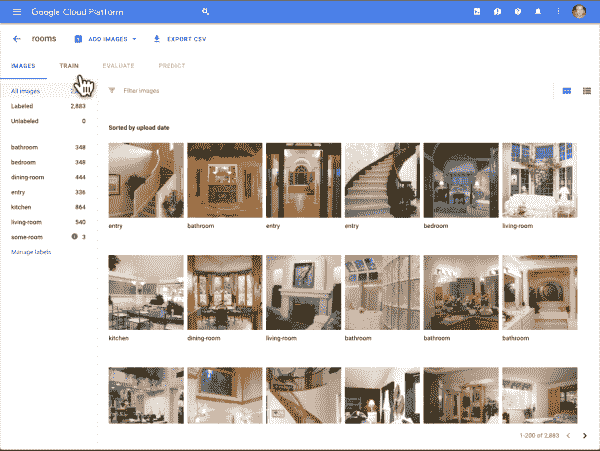 Google Cloud Platform
rooms
ADD IMAGES
EXPORT CSV
IMAGES
TRAIN
EVALUATE
PREDICT
All images
Filter images
Labeled 2,883
Unlabeled 0
Sorted by upload date
bathroom 348
bedroom 348
dining-room 444
entry 336
kitchen 864
living-room 540
some-room 3
Manage labels
entry
bathroom
entry
entry
bedroom
living-room
kitchen
dining-room
living-room
bathroom
bathroom
bathroom
1-200 of 2,883